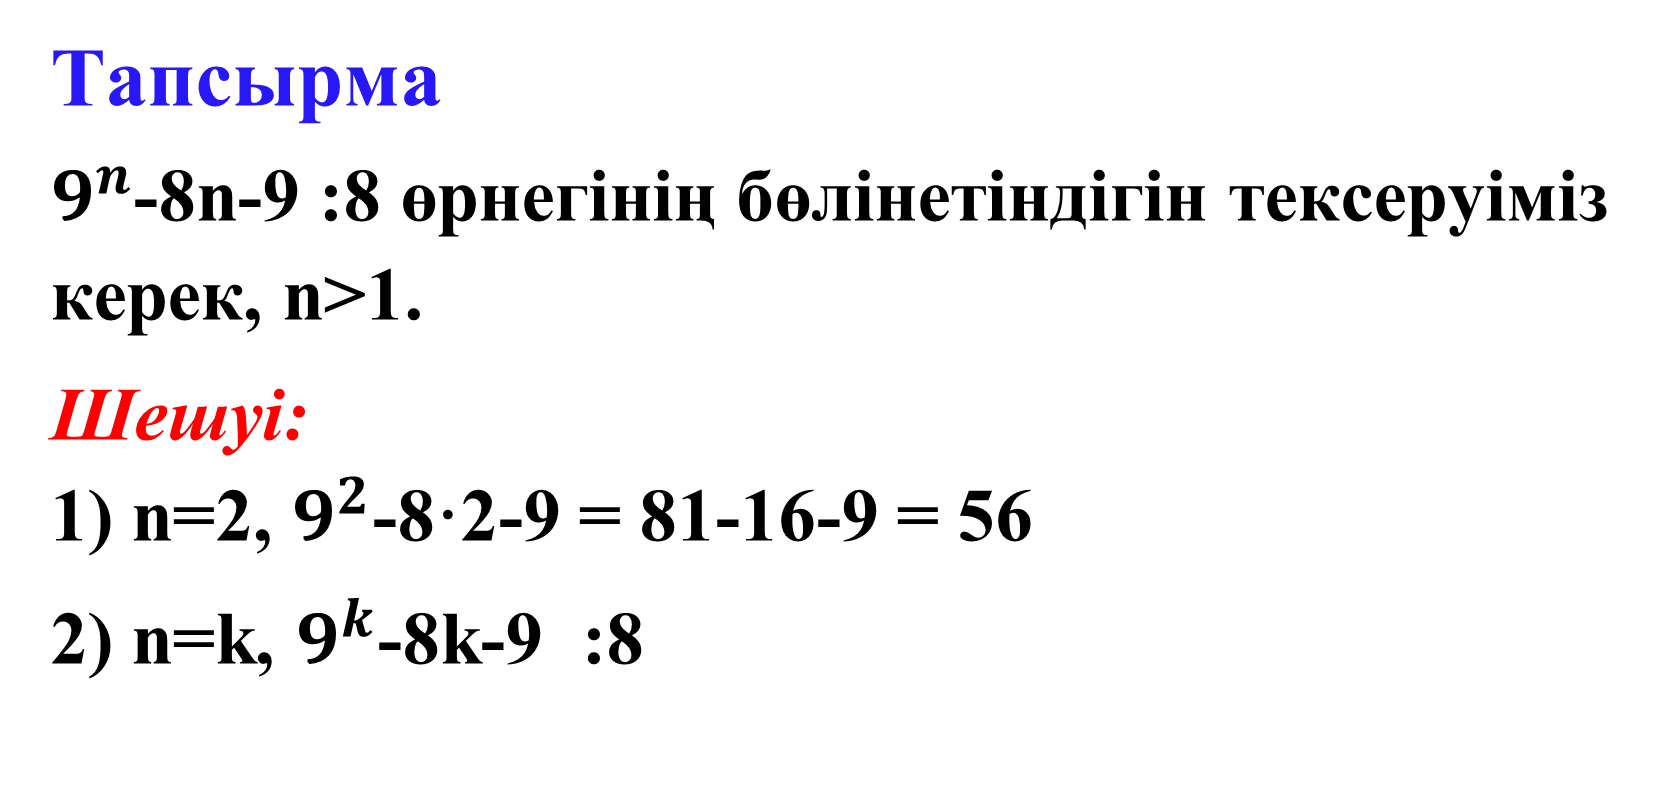 Тапсырма
9ⁿ-8n-9 :8 өрнегінің бөлінетіндігін тексеруіміз
керек, n>1.
Шешуі:
1) n=2, 9²-8·2-9 = 81-16-9 = 56
2) n=k, 9ᵏ-8k-9 :8